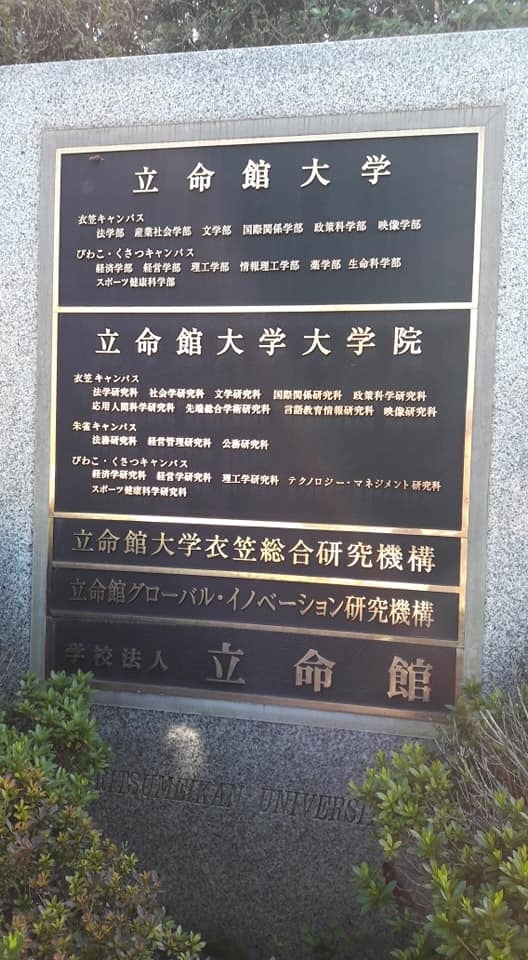 立命館大学
衣笠キャンパス
法学部 産業社会学部 文学部 国際関係学部 政策科学部 映像学部
びわこ・くさつキャンパス
経済学部 経営学部 理工学部 情報理工学部 薬学部 生命科学部
スポーツ健康科学部
立命館大学大学院
衣笠キャンパス
法学研究科 社会学研究科 文学研究科 国際関係研究科 政策科学研究科
応用人間科学研究科 先端総合学術研究科 言語教育情報研究科 映像研究科
朱雀キャンパス
法務研究科 経営管理研究科 公務研究科
びわこ・くさつキャンパス
経済学研究科 経営学研究科 理工学研究科 テクノロジー・マネジメント研究科
スポーツ健康科学研究科
立命館大学衣笠総合研究機構
立命館グローバル・イノベーション研究機構
学校法人 立命館
RITSUMEIKAN